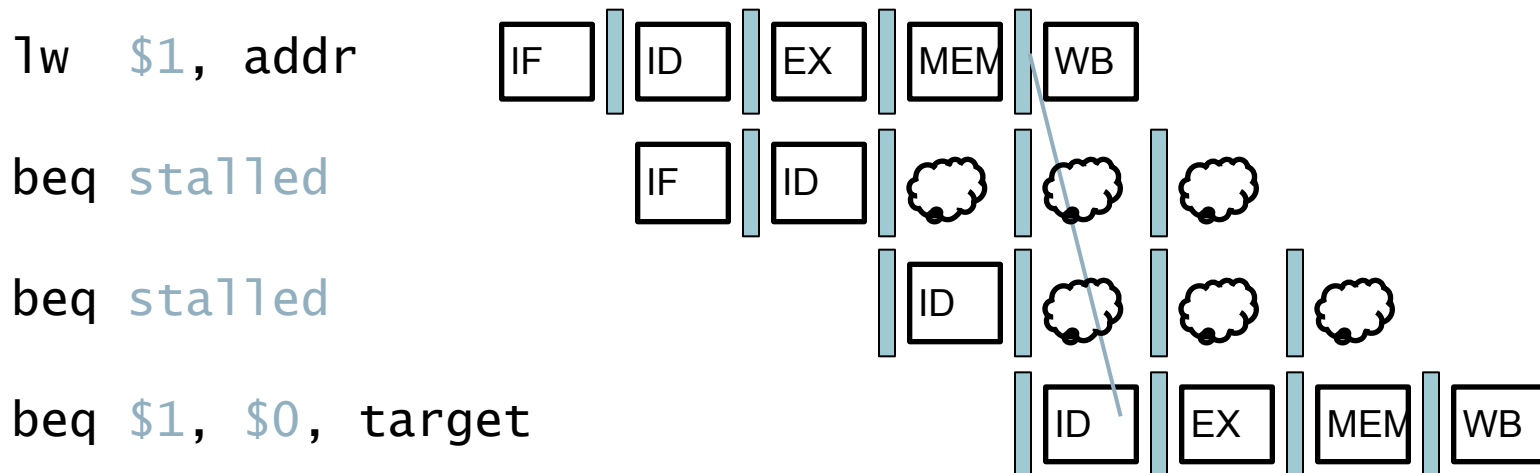 lw $1, addr IF ID EX MEM WB
beq stalled IF ID
beq stalled ID
beq $1, $0, target ID EX MEM WB